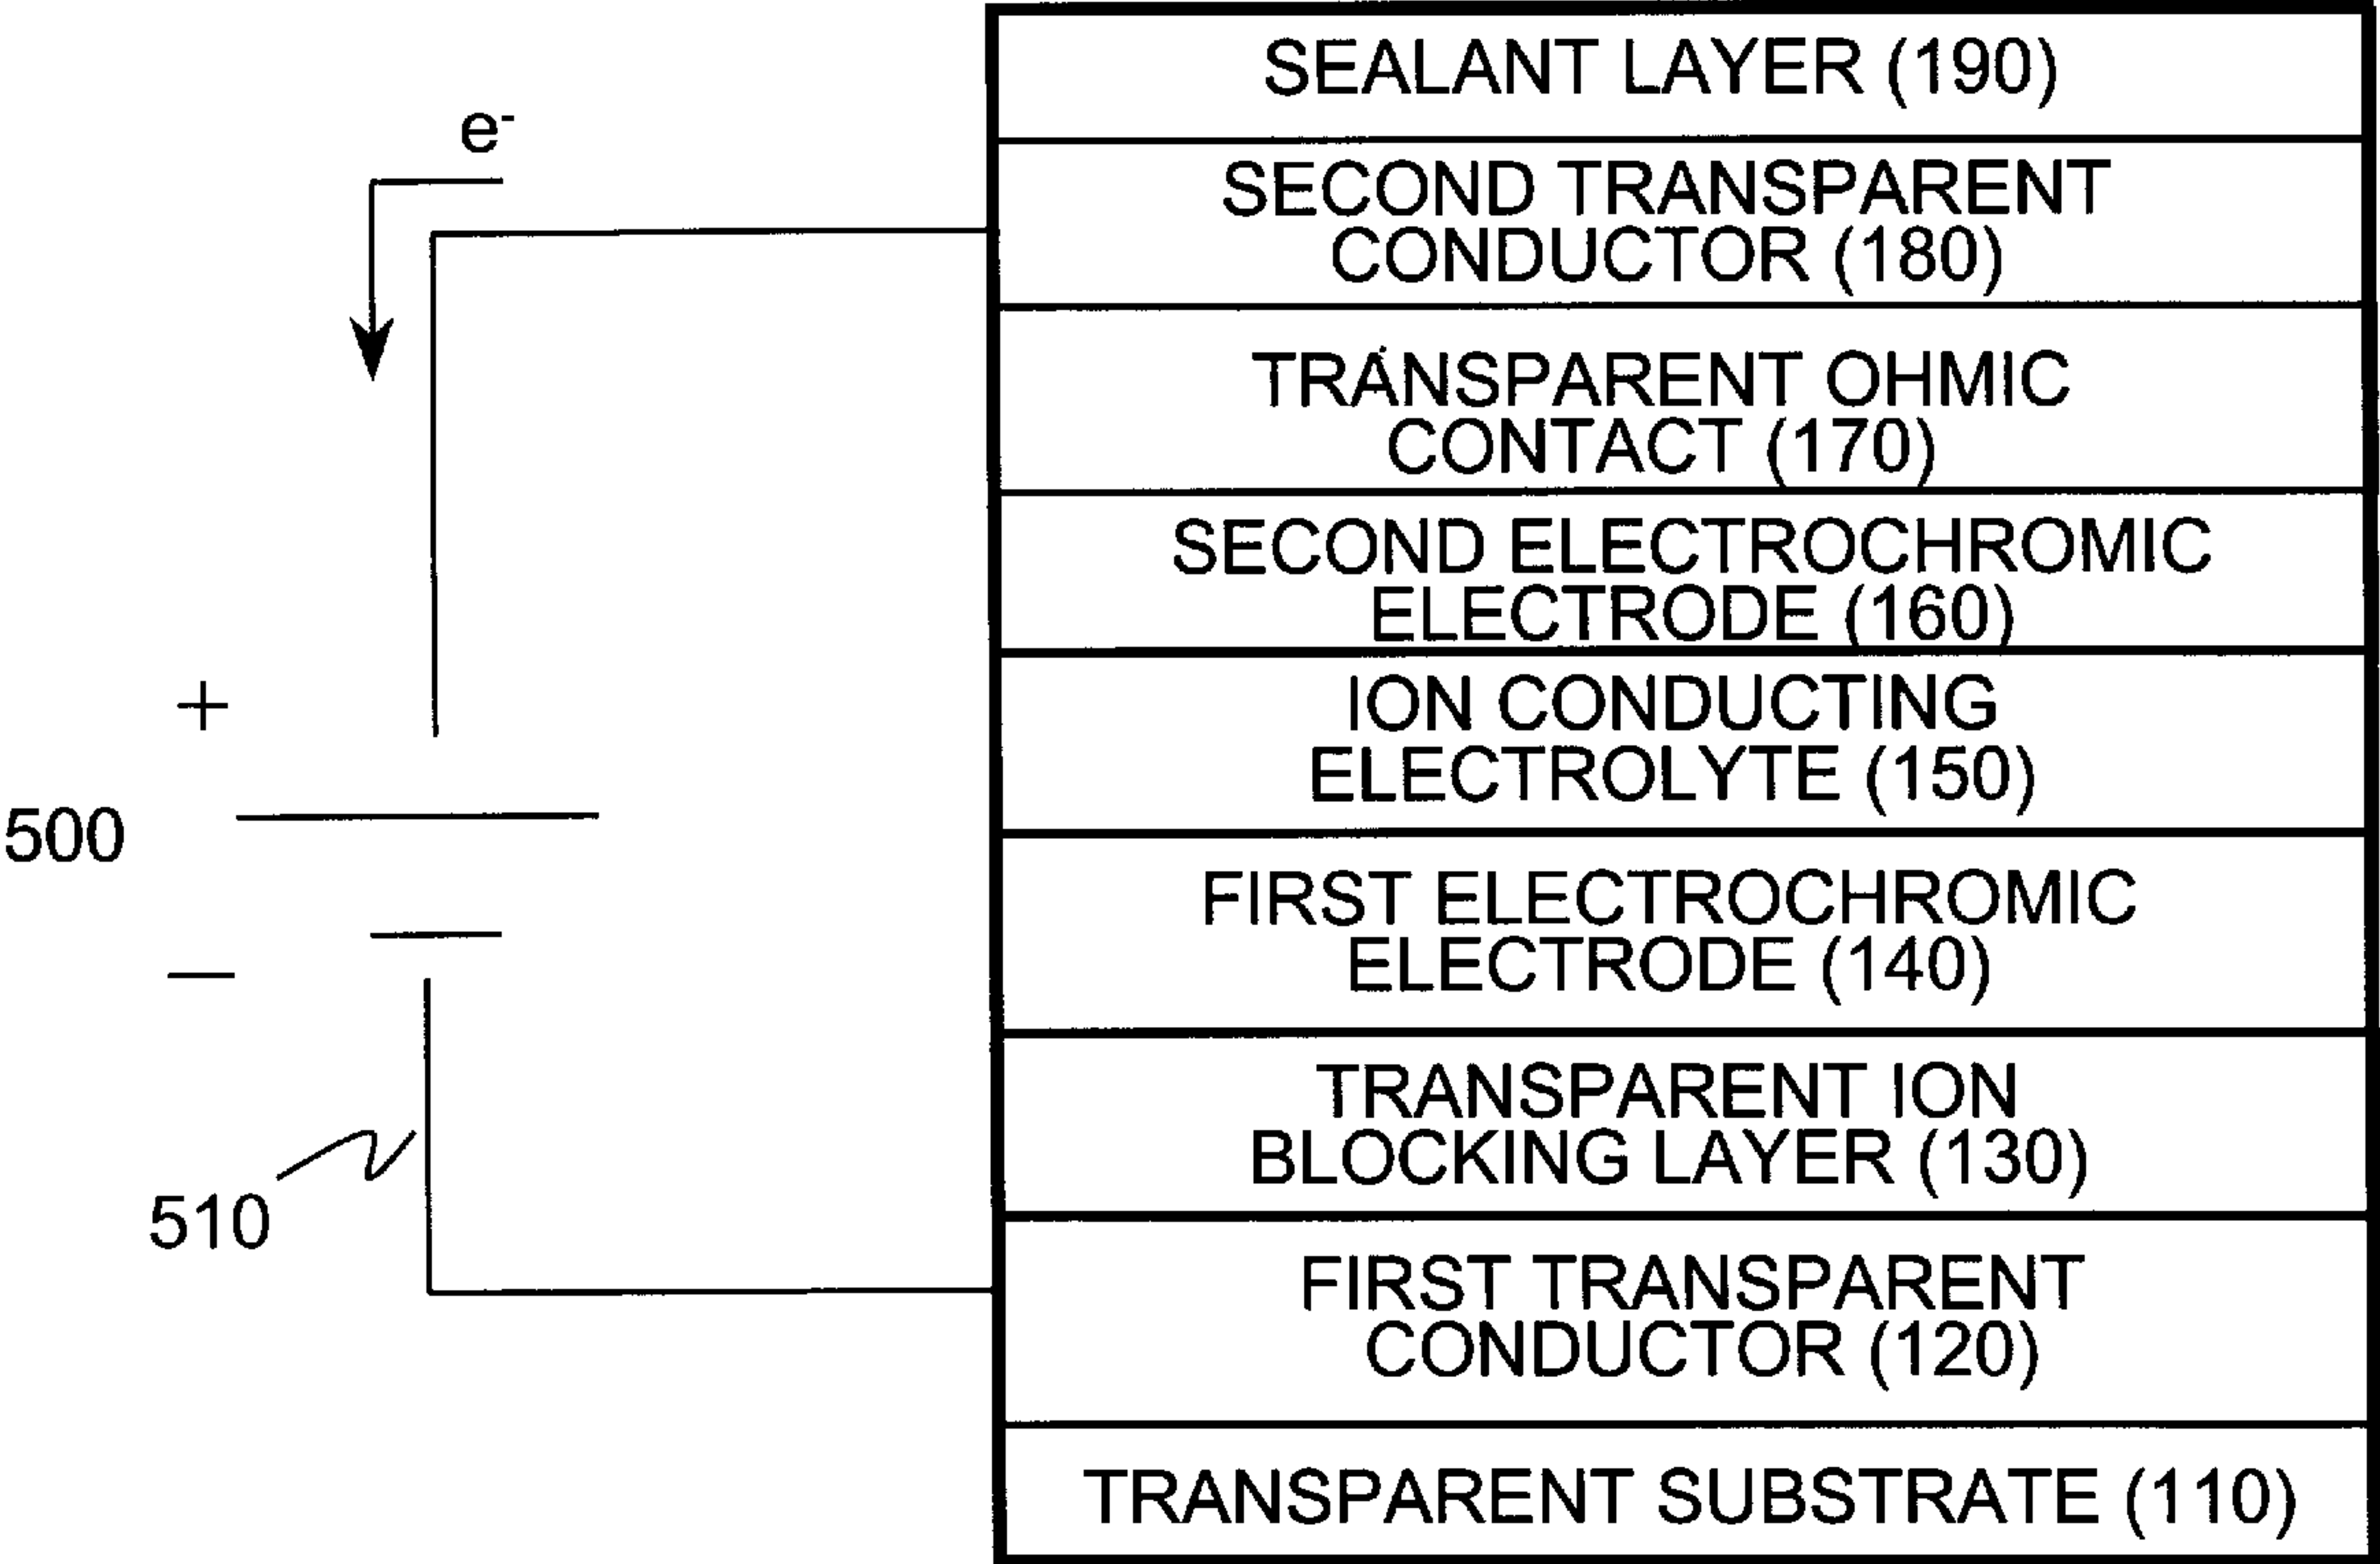 SEALANT LAYER (190)
e-
SECOND TRANSPARENT
CONDUCTOR (180)
TRANSPARENT OHMIC
CONTACT (170)
SECOND ELECTROCHROMIC
ELECTRODE (160)
+
ION CONDUCTING
ELECTROLYTE (150)
500
FIRST ELECTROCHROMIC
ELECTRODE (140)
—
TRANSPARENT ION
BLOCKING LAYER (130)
510
FIRST TRANSPARENT
CONDUCTOR (120)
TRANSPARENT SUBSTRATE (110)